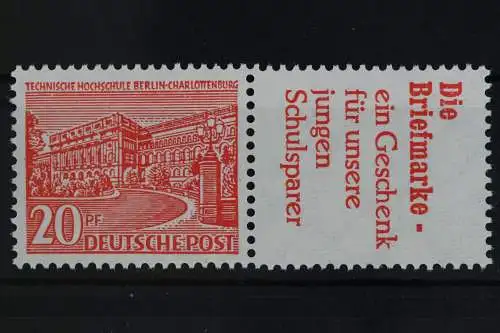 TECHNISCHE HOCHSCHULE BERLIN-CHARLOTTENBURG
20 PF.
DEUTSCHE POST
Die
Briefmarke -
ein Geschenk
für unsere
jungen
Schulsparer